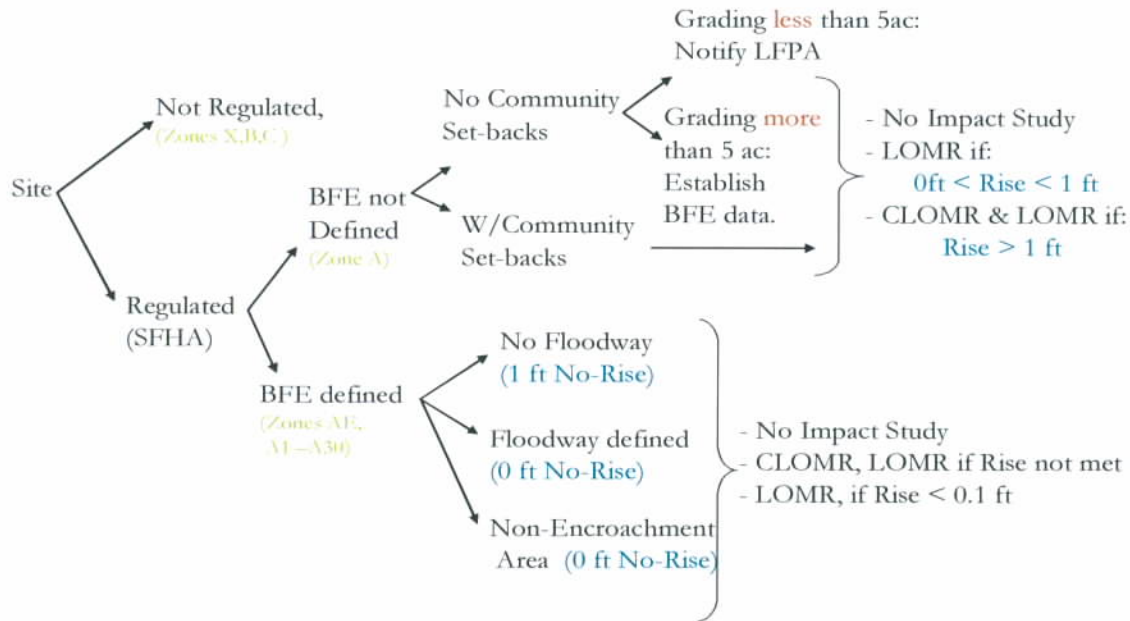 Grading less than 5ac:
Notify LFPA
Not Regulated,
(Zones X,B,C )
No Community
Set-backs
Grading more
than 5 ac:
Establish
BFE data.
- No Impact Study
- LOMR if:
0ft < Rise < 1 ft
- CLOMR & LOMR if:
Rise > 1 ft
Site
BFE not
Defined
(Zone A)
W/Community
Set-backs
Regulated
(SFHA)
No Floodway
(1 ft No-Rise)
BFE defined
(Zones AE,
A1–A30)
Floodway defined
(0 ft No-Rise)
Non-Encroachment
Area (0 ft No-Rise)
- No Impact Study
- CLOMR, LOMR if Rise not met
- LOMR, if Rise < 0.1 ft